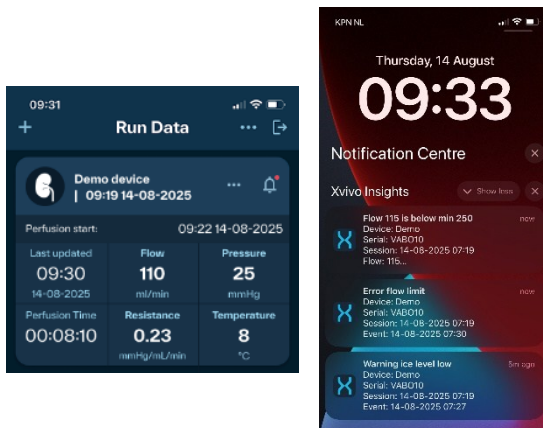 09:31
Run Data
Demo device
| 09:19 14-08-2025
Perfusion start: 09:22 14-08-2025
Last updated Flow Pressure
09:30 110 25
14-08-2025 ml/min mmHg
Perfusion Time Resistance Temperature
00:08:10 0.23 8
mmHg/mL/min °C
KPN NL
Thursday, 14 August
09:33
Notification Centre
Xvivo Insights Show less
Flow 115 is below min 250 now
Device: Demo
Serial: VABO10
Session: 14-08-2025 07:19
Flow: 115...
Error flow limit now
Device: Demo
Serial: VABO10
Session: 14-08-2025 07:19
Event: 14-08-2025 07:30
Warning ice level low 5m ago
Device: Demo
Serial: VABO10
Session: 14-08-2025 07:19
Event: 14-08-2025 07:27